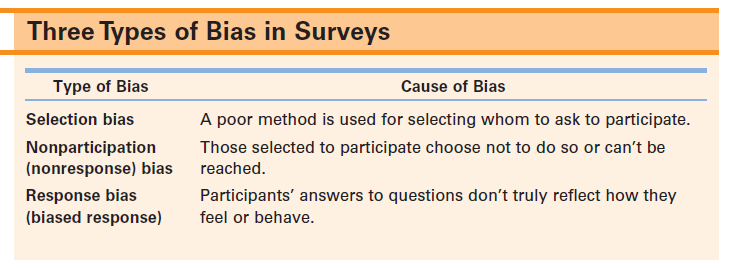 Three Types of Bias in Surveys
Type of Bias Cause of Bias
Selection bias A poor method is used for selecting whom to ask to participate.
Nonparticipation Those selected to participate choose not to do so or can't be
(nonresponse) bias reached.
Response bias Participants' answers to questions don't truly reflect how they
(biased response) feel or behave.